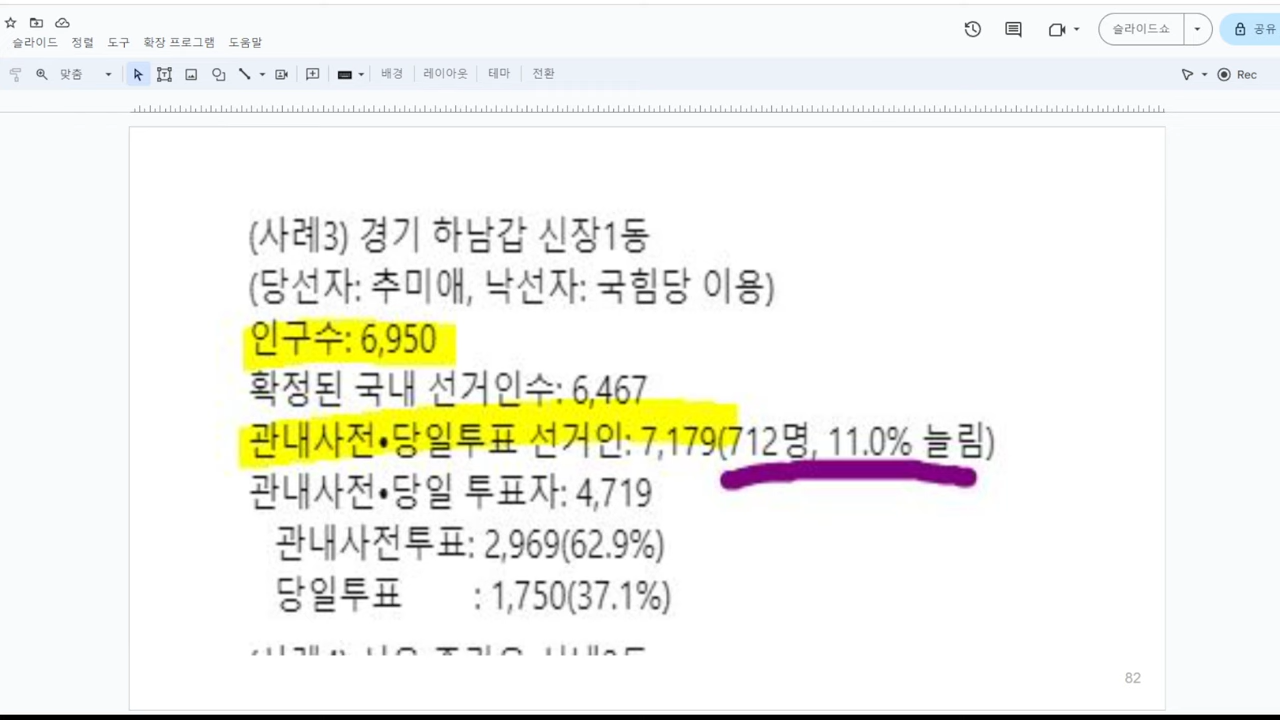 슬라이드 정렬 도구 확장 프로그램 도움말
슬라이드쇼
공유
맞춤
배경 레이아웃 테마 전환
Rec
(사례3) 경기 하남갑 신장1동
(당선자: 추미애, 낙선자: 국힘당 이용)
인구수: 6,950
확정된 국내 선거인수: 6,467
관내사전•당일투표 선거인: 7,179(712명, 11.0% 늘림)
관내사전•당일 투표자: 4,719
관내사전투표: 2,969(62.9%)
당일투표 : 1,750(37.1%)
82